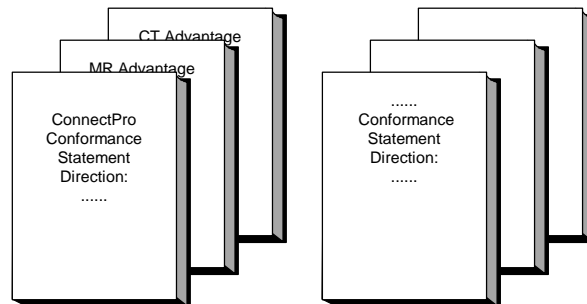 CT Advantage
MR Advantage
ConnectPro
Conformance
Statement
Direction:
......
......
Conformance
Statement
Direction:
......